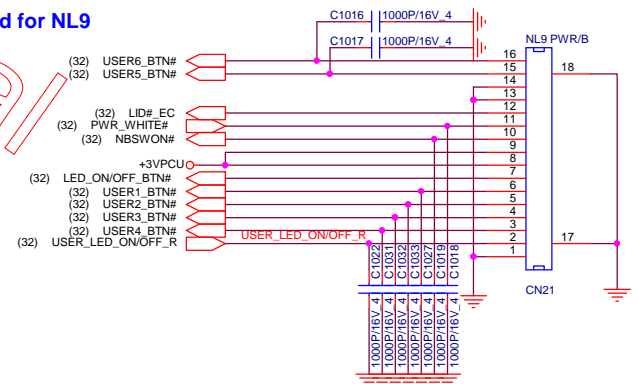 d for NL9
C1016 1000P/16V_4
C1017 1000P/16V_4
NL9 PWR/B
(32) USER6_BTN# 16
(32) USER5_BTN# 15 18
14
13
(32) LID#_EC 12
(32) PWR_WHITE# 11
(32) NBSWON# 10
9
+3VPCU 8
(32) LED_ON/OFF_BTN# 7
(32) USER1_BTN# 6
(32) USER2_BTN# 5
(32) USER3_BTN# 4
(32) USER4_BTN# 3
(32) USER_LED_ON/OFF_R USER_LED_ON/OFF_R 2 17
1
CN21
C1022 1000P/16V_4
C1031 1000P/16V_4
C1032 1000P/16V_4
C1033 1000P/16V_4
C1027 1000P/16V_4
C1019 1000P/16V_4
C1018 1000P/16V_4